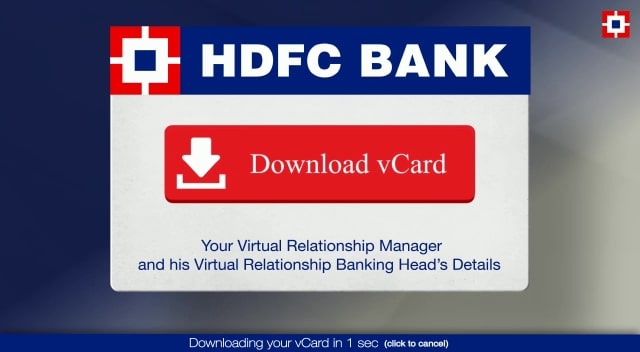 HDFC BANK
Download vCard
Your Virtual Relationship Manager
and his Virtual Relationship Banking Head's Details
Downloading your vCard in 1 sec (click to cancel)